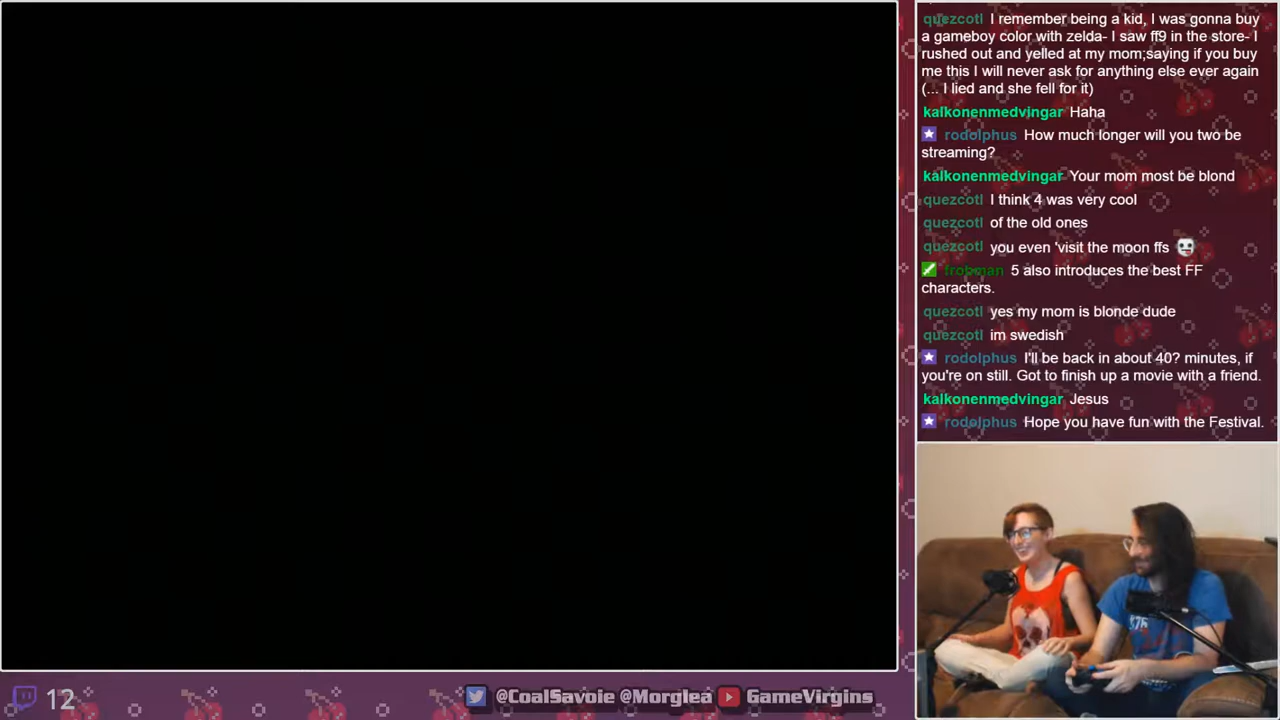 quezcotl I remember being a kid, I was gonna buy
a gameboy color with zelda- I saw ff9 in the store- I
rushed out and yelled at my mom;saying if you buy
me this I will never ask for anything else ever again
(... I lied and she fell for it)
kalkonenmedvingar Haha
rodolphus How much longer will you two be
streaming?
kalkonenmedvingar Your mom most be blond
quezcotl I think 4 was very cool
quezcotl of the old ones
quezcotl you even 'visit the moon ffs
frobman 5 also introduces the best FF
characters.
quezcotl yes my mom is blonde dude
quezcotl im swedish
rodolphus I'll be back in about 40? minutes, if
you're on still. Got to finish up a movie with a friend.
kalkonenmedvingar Jesus
rodolphus Hope you have fun with the Festival.
12
@CoalSavoie @Morglea GameVirgins